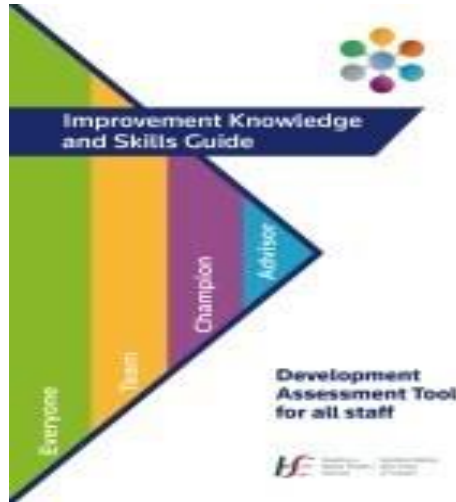 Improvement Knowledge
and Skills Guide
Everyone
Team
Champion
Advisor
Development
Assessment Tool
for all staff